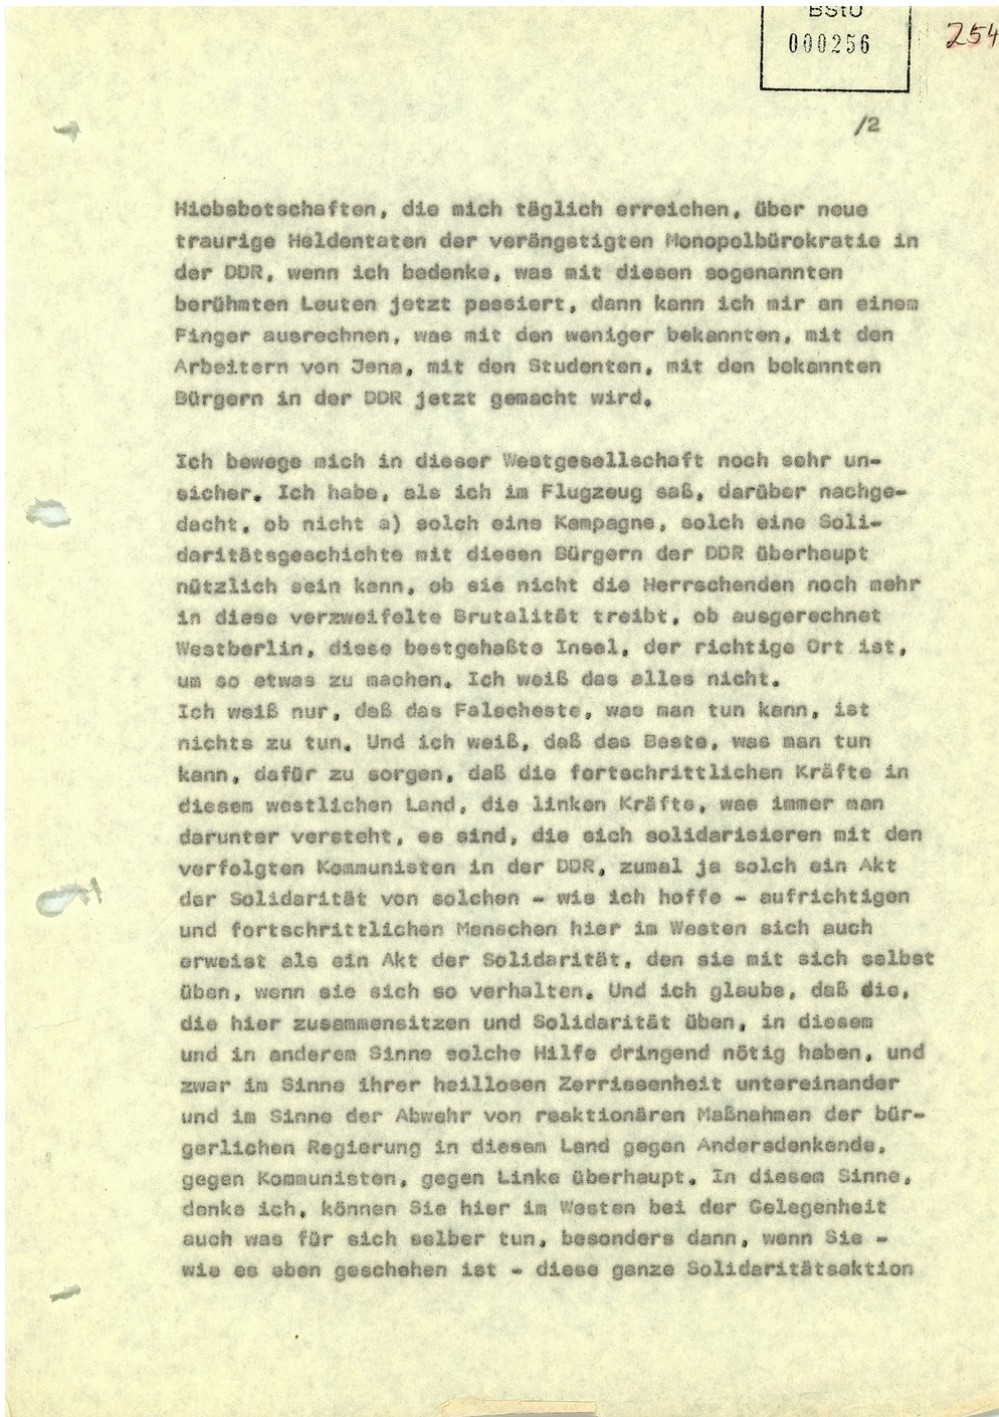 BStU
000256
254
/2
Hiobsbotschaften, die mich täglich erreichen, über neue
traurige Heldentaten der verängstigten Monopolbürokratie in
der DDR, wenn ich bedenke, was mit diesen sogenannten
berühmten Leuten jetzt passiert, dann kann ich mir an einem
Finger ausrechnen, was mit den weniger bekannten, mit den
Arbeitern von Jena, mit den Studenten, mit den bekannten
Bürgern in der DDR jetzt gemacht wird.
Ich bewege mich in dieser Westgesellschaft noch sehr un-
sicher. Ich habe, als ich im Flugzeug saß, darüber nachge-
dacht, ob nicht a) solch eine Kampagne, solch eine Soli-
daritätsgeschichte mit diesen Bürgern der DDR überhaupt
nützlich sein kann, ob sie nicht die Herrschenden noch mehr
in diese verzweifelte Brutalität treibt, ob ausgerechnet
Westberlin, diese bestgehaßte Insel, der richtige Ort ist,
um so etwas zu machen. Ich weiß das alles nicht.
Ich weiß nur, daß das Falscheste, was man tun kann, ist
nichts zu tun. Und ich weiß, daß das Beste, was man tun
kann, dafür zu sorgen, daß die fortschrittlichen Kräfte in
diesem westlichen Land, die linken Kräfte, was immer man
darunter versteht, es sind, die sich solidarisieren mit den
verfolgten Kommunisten in der DDR, zumal ja solch ein Akt
der Solidarität von solchen - wie ich hoffe - aufrichtigen
und fortschrittlichen Menschen hier im Westen sich auch
erweist als ein Akt der Solidarität, den sie mit sich selbst
üben, wenn sie sich so verhalten. Und ich glaube, daß die,
die hier zusammensitzen und Solidarität üben, in diesem
und in anderem Sinne solche Hilfe dringend nötig haben, und
zwar im Sinne ihrer heillosen Zerrissenheit untereinander
und im Sinne der Abwehr von reaktionären Maßnahmen der bür-
gerlichen Regierung in diesem Land gegen Andersdenkende,
gegen Kommunisten, gegen Linke überhaupt. In diesem Sinne,
denke ich, können Sie hier im Westen bei der Gelegenheit
auch was für sich selber tun, besonders dann, wenn Sie -
wie es eben geschehen ist - diese ganze Solidaritätsaktion